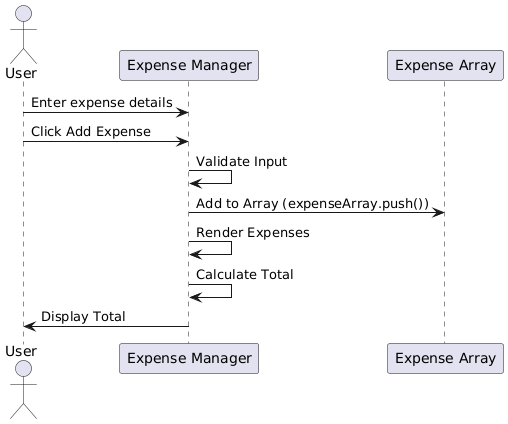 User
Expense Manager
Expense Array
Enter expense details
Click Add Expense
Validate Input
Add to Array (expenseArray.push())
Render Expenses
Calculate Total
Display Total
User
Expense Manager
Expense Array